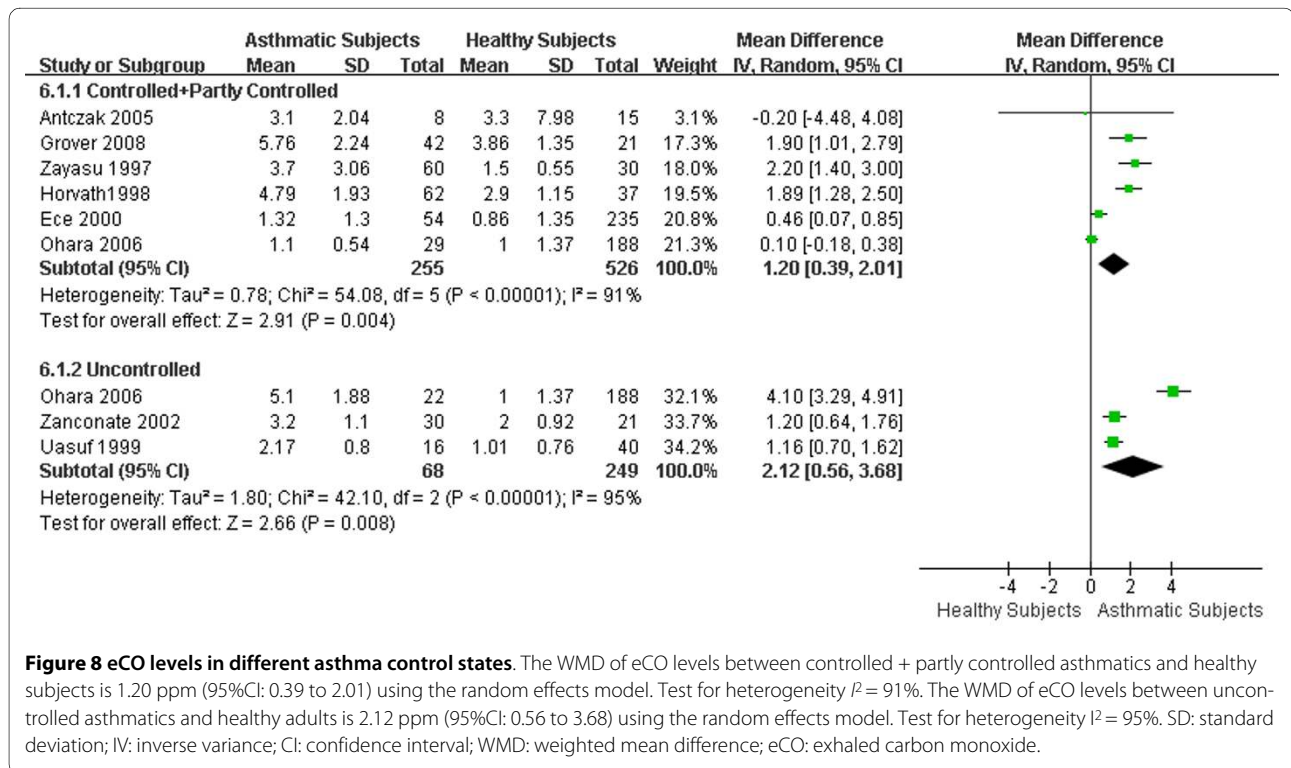 Asthmatic Subjects Healthy Subjects Mean Difference Mean Difference
Study or Subgroup Mean SD Total Mean SD Total Weight IV, Random, 95% CI IV, Random, 95% CI
6.1.1 Controlled+Partly Controlled
Antczak 2005 3.1 2.04 8 3.3 7.98 15 3.1% -0.20 [-4.48, 4.08]
Grover 2008 5.76 2.24 42 3.86 1.35 21 17.3% 1.90 [1.01, 2.79]
Zayasu 1997 3.7 3.06 60 1.5 0.55 30 18.0% 2.20 [1.40, 3.00]
Horvath1998 4.79 1.93 62 2.9 1.15 37 19.5% 1.89 [1.28, 2.50]
Ece 2000 1.32 1.3 54 0.86 1.35 235 20.8% 0.46 [0.07, 0.85]
Ohara 2006 1.1 0.54 29 1 1.37 188 21.3% 0.10 [-0.18, 0.38]
Subtotal (95% CI) 255 526 100.0% 1.20 [0.39, 2.01]
Heterogeneity: Tau² = 0.78; Chi² = 54.08, df = 5 (P < 0.00001); I² = 91%
Test for overall effect: Z = 2.91 (P = 0.004)
6.1.2 Uncontrolled
Ohara 2006 5.1 1.88 22 1 1.37 188 32.1% 4.10 [3.29, 4.91]
Zanconate 2002 3.2 1.1 30 2 0.92 21 33.7% 1.20 [0.64, 1.76]
Uasuf 1999 2.17 0.8 16 1.01 0.76 40 34.2% 1.16 [0.70, 1.62]
Subtotal (95% CI) 68 249 100.0% 2.12 [0.56, 3.68]
Heterogeneity: Tau² = 1.80; Chi² = 42.10, df = 2 (P < 0.00001); I² = 95%
Test for overall effect: Z = 2.66 (P = 0.008)
-4 -2 0 2 4
Healthy Subjects Asthmatic Subjects
Figure 8 eCO levels in different asthma control states. The WMD of eCO levels between controlled + partly controlled asthmatics and healthy
subjects is 1.20 ppm (95%CI: 0.39 to 2.01) using the random effects model. Test for heterogeneity I² = 91%. The WMD of eCO levels between uncon-
trolled asthmatics and healthy adults is 2.12 ppm (95%CI: 0.56 to 3.68) using the random effects model. Test for heterogeneity I² = 95%. SD: standard
deviation; IV: inverse variance; CI: confidence interval; WMD: weighted mean difference; eCO: exhaled carbon monoxide.